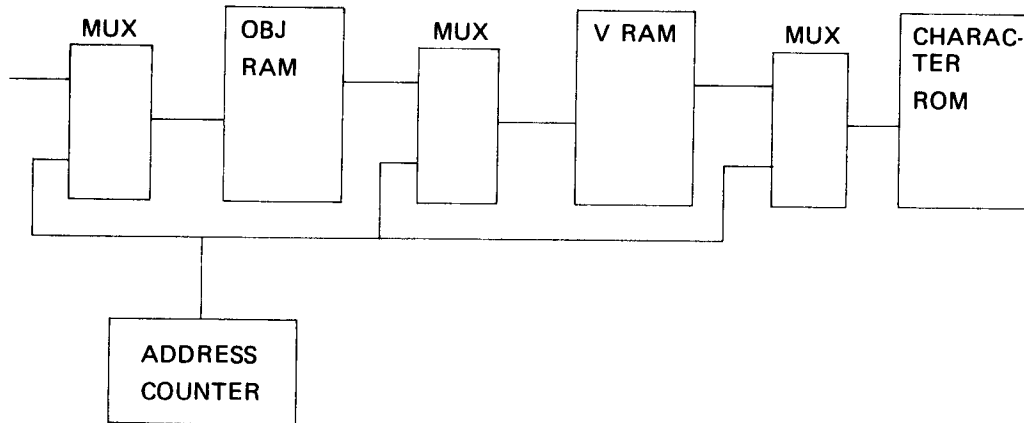 MUX
OBJ
RAM
MUX
V RAM
MUX
CHARAC-
TER
ROM
ADDRESS
COUNTER